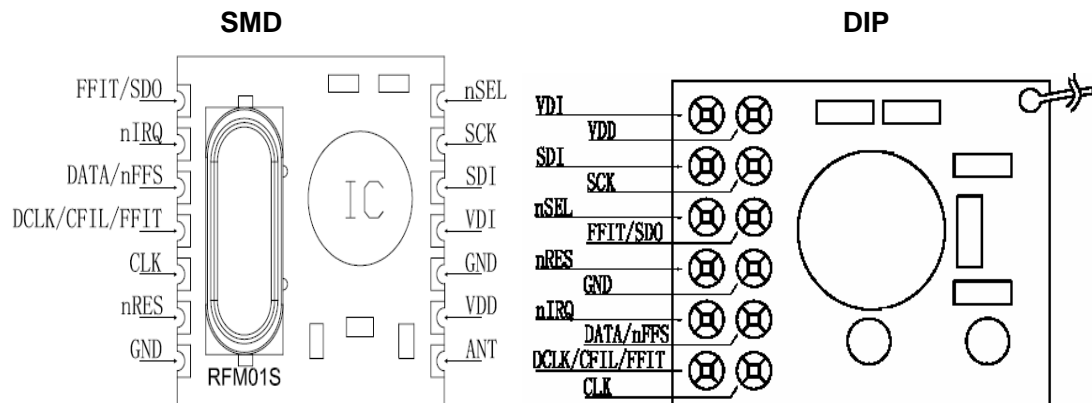 SMD
DIP
FFIT/SDO
nIRQ
DATA/nFFS
DCLK/CFIL/FFIT
CLK
nRES
GND
IC
RFM01S
nSEL
SCK
SDI
VDI
GND
VDD
ANT
VDI
VDD
SDI
SCK
nSEL
FFIT/SDO
nRES
GND
nIRQ
DATA/nFFS
DCLK/CFIL/FFIT
CLK